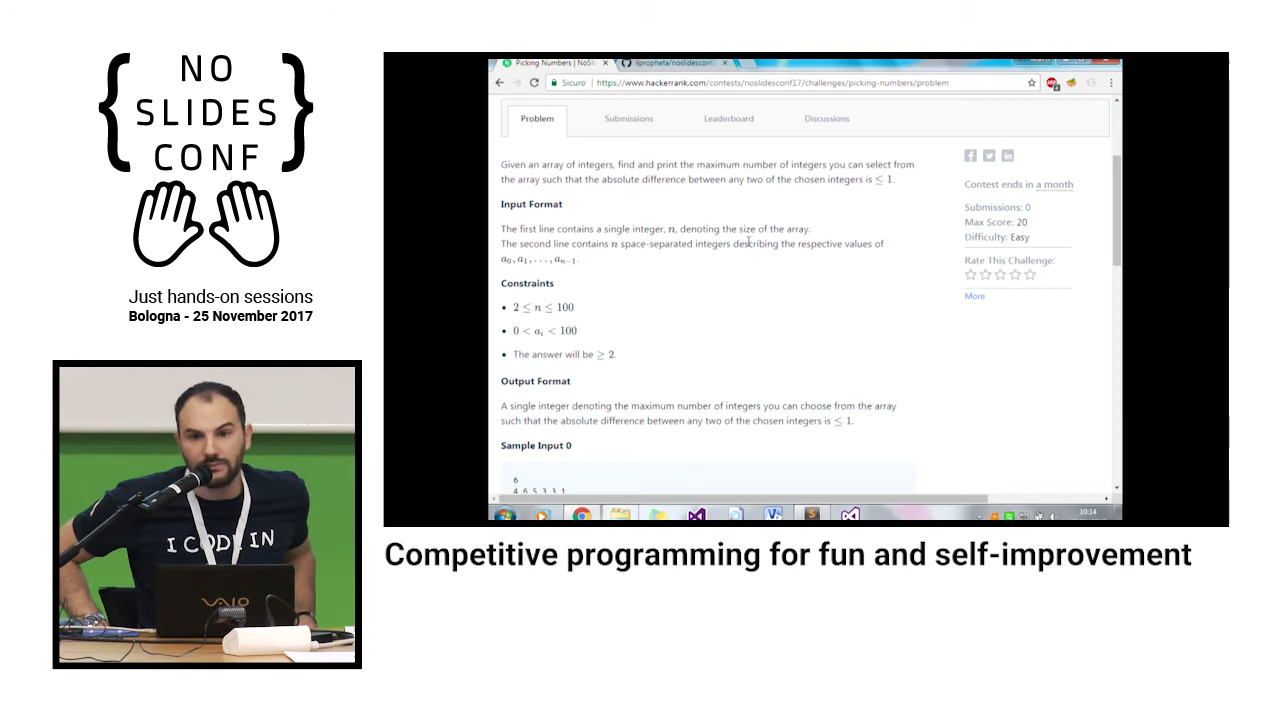 { NO
SLIDES
CONF }
Just hands-on sessions
Bologna - 25 November 2017
Picking Numbers | NoSl
ilpropheta/noslidesconf
Sicuro | https://www.hackerrank.com/contests/noslidesconf17/challenges/picking-numbers/problem
Problem Submissions Leaderboard Discussions
Given an array of integers, find and print the maximum number of integers you can select from
the array such that the absolute difference between any two of the chosen integers is ≤ 1.
Input Format
The first line contains a single integer, n, denoting the size of the array.
The second line contains n space-separated integers describing the respective values of
a0, a1, . . . , an−1.
Constraints
• 2 ≤ n ≤ 100
• 0 < ai < 100
• The answer will be ≥ 2.
Output Format
A single integer denoting the maximum number of integers you can choose from the array
such that the absolute difference between any two of the chosen integers is ≤ 1.
Sample Input 0
6
4 6 5 3 3 1
Contest ends in a month
Submissions: 0
Max Score: 20
Difficulty: Easy
Rate This Challenge:
More
10:14
I CODE IN
VAIO
Competitive programming for fun and self-improvement